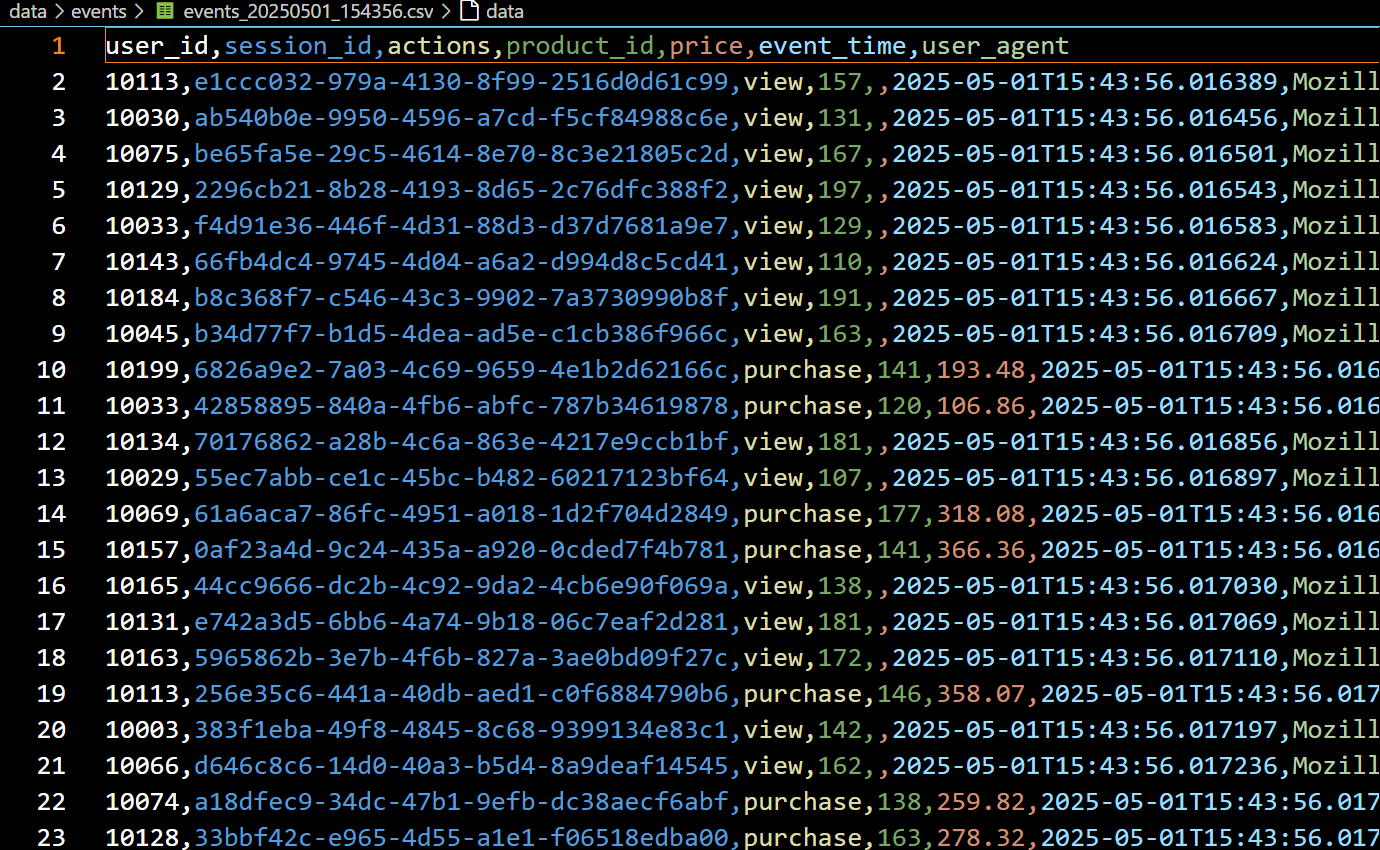 data > events > events_20250501_154356.csv > data
1 user_id,session_id,actions,product_id,price,event_time,user_agent
2 10113,e1ccc032-979a-4130-8f99-2516d0d61c99,view,157,,2025-05-01T15:43:56.016389,Mozill
3 10030,ab540b0e-9950-4596-a7cd-f5cf84988c6e,view,131,,2025-05-01T15:43:56.016456,Mozill
4 10075,be65fa5e-29c5-4614-8e70-8c3e21805c2d,view,167,,2025-05-01T15:43:56.016501,Mozill
5 10129,2296cb21-8b28-4193-8d65-2c76dfc388f2,view,197,,2025-05-01T15:43:56.016543,Mozill
6 10033,f4d91e36-446f-4d31-88d3-d37d7681a9e7,view,129,,2025-05-01T15:43:56.016583,Mozill
7 10143,66fb4dc4-9745-4d04-a6a2-d994d8c5cd41,view,110,,2025-05-01T15:43:56.016624,Mozill
8 10184,b8c368f7-c546-43c3-9902-7a3730990b8f,view,191,,2025-05-01T15:43:56.016667,Mozill
9 10045,b34d77f7-b1d5-4dea-ad5e-c1cb386f966c,view,163,,2025-05-01T15:43:56.016709,Mozill
10 10199,6826a9e2-7a03-4c69-9659-4e1b2d62166c,purchase,141,193.48,2025-05-01T15:43:56.016
11 10033,42858895-840a-4fb6-abfc-787b34619878,purchase,120,106.86,2025-05-01T15:43:56.016
12 10134,70176862-a28b-4c6a-863e-4217e9ccb1bf,view,181,,2025-05-01T15:43:56.016856,Mozill
13 10029,55ec7abb-ce1c-45bc-b482-60217123bf64,view,107,,2025-05-01T15:43:56.016897,Mozill
14 10069,61a6aca7-86fc-4951-a018-1d2f704d2849,purchase,177,318.08,2025-05-01T15:43:56.016
15 10157,0af23a4d-9c24-435a-a920-0cded7f4b781,purchase,141,366.36,2025-05-01T15:43:56.016
16 10165,44cc9666-dc2b-4c92-9da2-4cb6e90f069a,view,138,,2025-05-01T15:43:56.017030,Mozill
17 10131,e742a3d5-6bb6-4a74-9b18-06c7eaf2d281,view,181,,2025-05-01T15:43:56.017069,Mozill
18 10163,5965862b-3e7b-4f6b-827a-3ae0bd09f27c,view,172,,2025-05-01T15:43:56.017110,Mozill
19 10113,256e35c6-441a-40db-aed1-c0f6884790b6,purchase,146,358.07,2025-05-01T15:43:56.017
20 10003,383f1eba-49f8-4845-8c68-9399134e83c1,view,142,,2025-05-01T15:43:56.017197,Mozill
21 10066,d646c8c6-14d0-40a3-b5d4-8a9deaf14545,view,162,,2025-05-01T15:43:56.017236,Mozill
22 10074,a18dfec9-34dc-47b1-9efb-dc38aecf6abf,purchase,138,259.82,2025-05-01T15:43:56.017
23 10128,33bbf42c-e965-4d55-a1e1-f06518edba00,purchase,163,278.32,2025-05-01T15:43:56.017